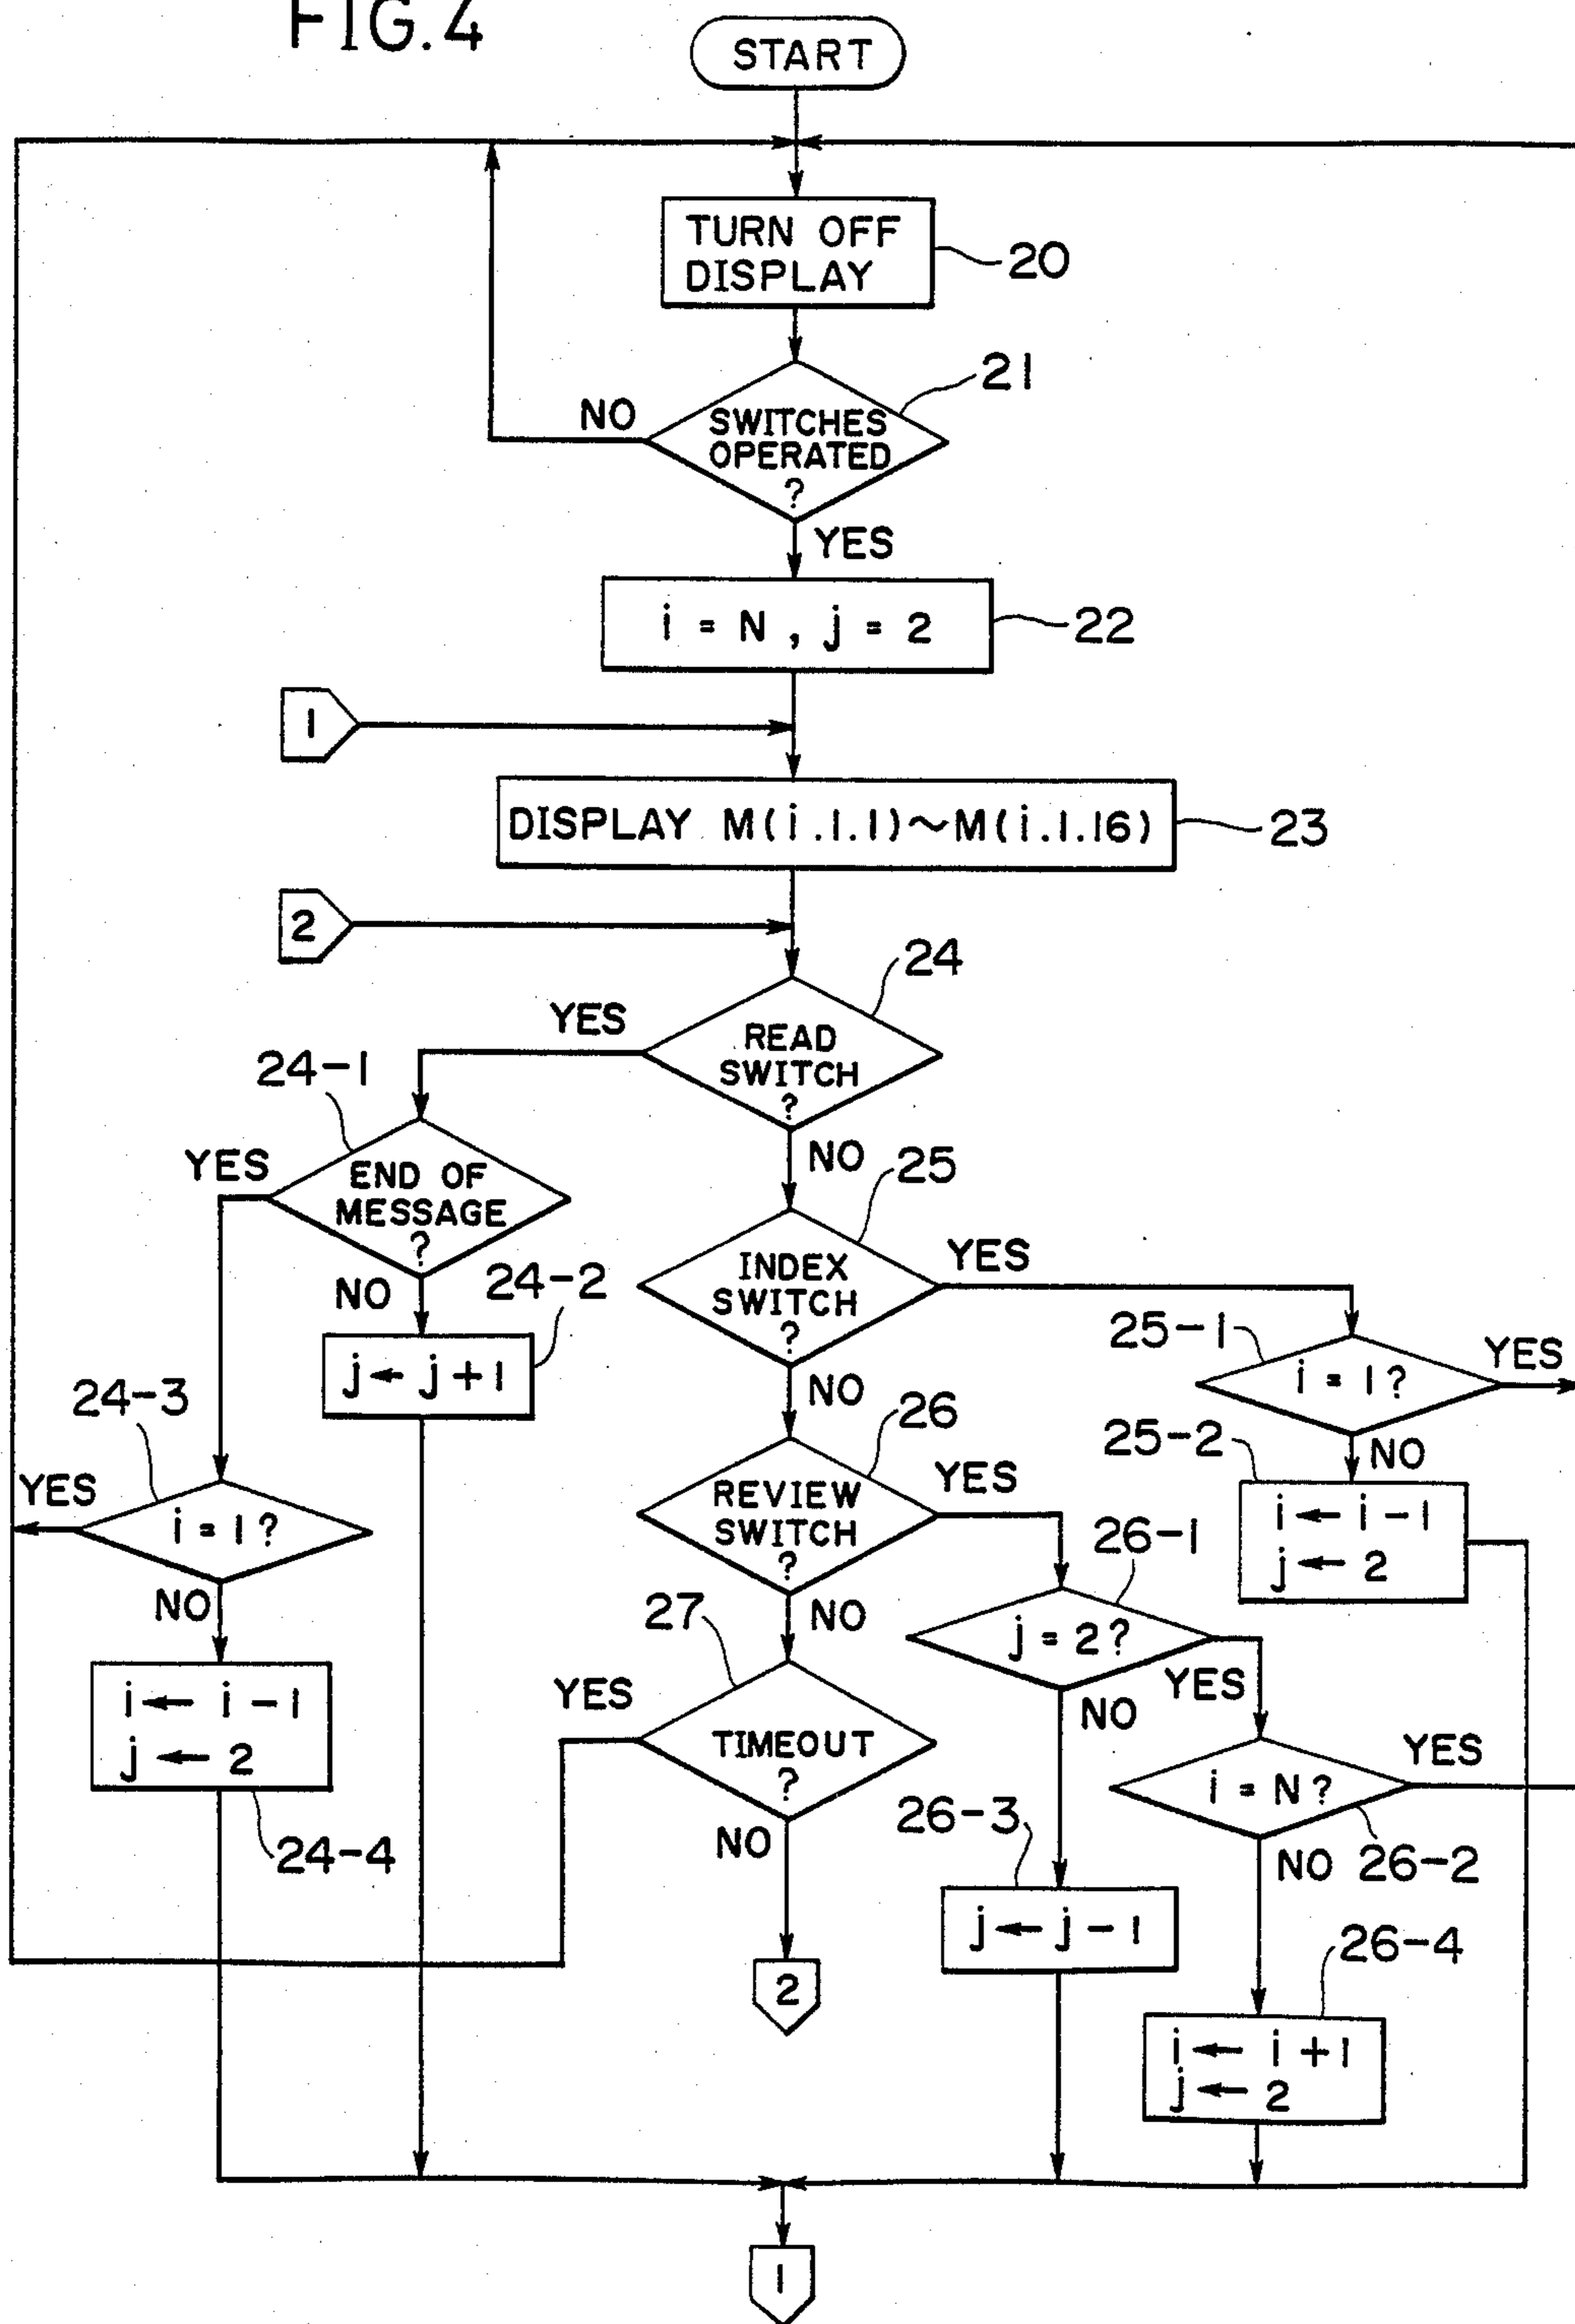 FIG. 4
START
TURN OFF
DISPLAY
20
21
NO
SWITCHES
OPERATED
?
YES
i = N , j = 2
22
1
DISPLAY M(i.1.1)~M(i.1.16)
23
2
24
YES
READ
SWITCH
?
24-1
NO
25
YES
END OF
MESSAGE
?
INDEX
SWITCH
?
YES
NO
24-2
25-1
YES
j ← j+1
i = 1?
NO
24-3
26
25-2
NO
YES
i = 1?
REVIEW
SWITCH
?
YES
i ← i-1
j ← 2
26-1
NO
27
NO
j = 2?
YES
i ← i-1
j ← 2
YES
NO
TIMEOUT
?
YES
i = N?
24-4
NO
26-3
NO
26-2
j ← j-1
26-4
2
i ← i+1
j ← 2
1